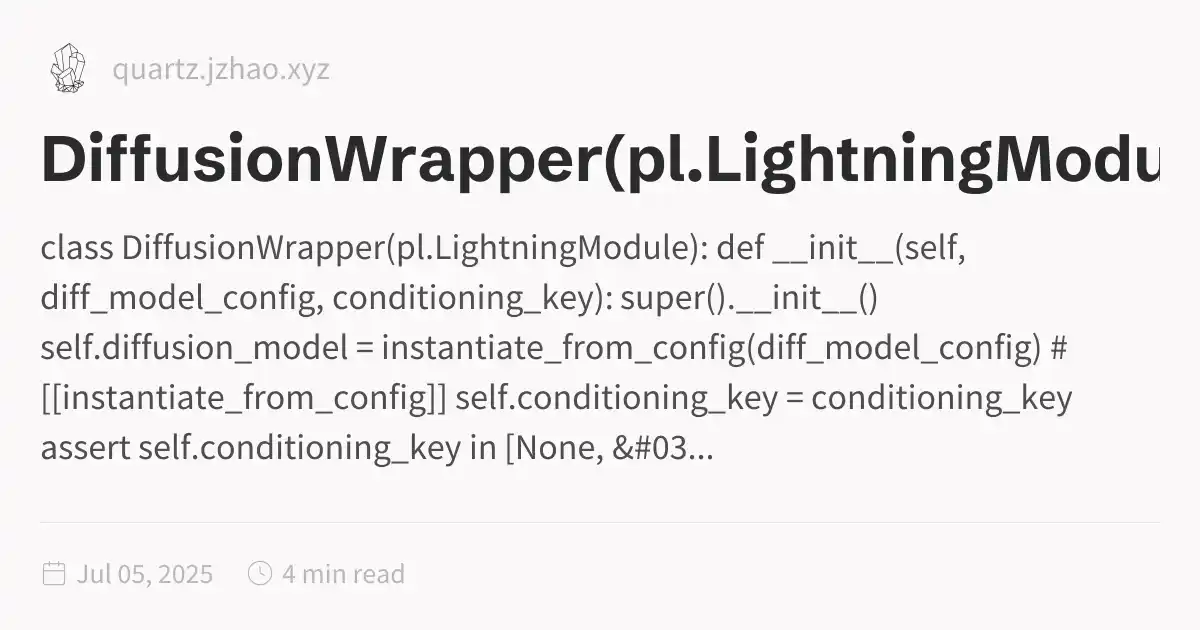 quartz.jzhao.xyz
DiffusionWrapper(pl.LightningModu
class DiffusionWrapper(pl.LightningModule): def __init__(self,
diff_model_config, conditioning_key): super().__init__()
self.diffusion_model = instantiate_from_config(diff_model_config) #
[[instantiate_from_config]] self.conditioning_key = conditioning_key
assert self.conditioning_key in [None, &#03...
Jul 05, 2025 4 min read